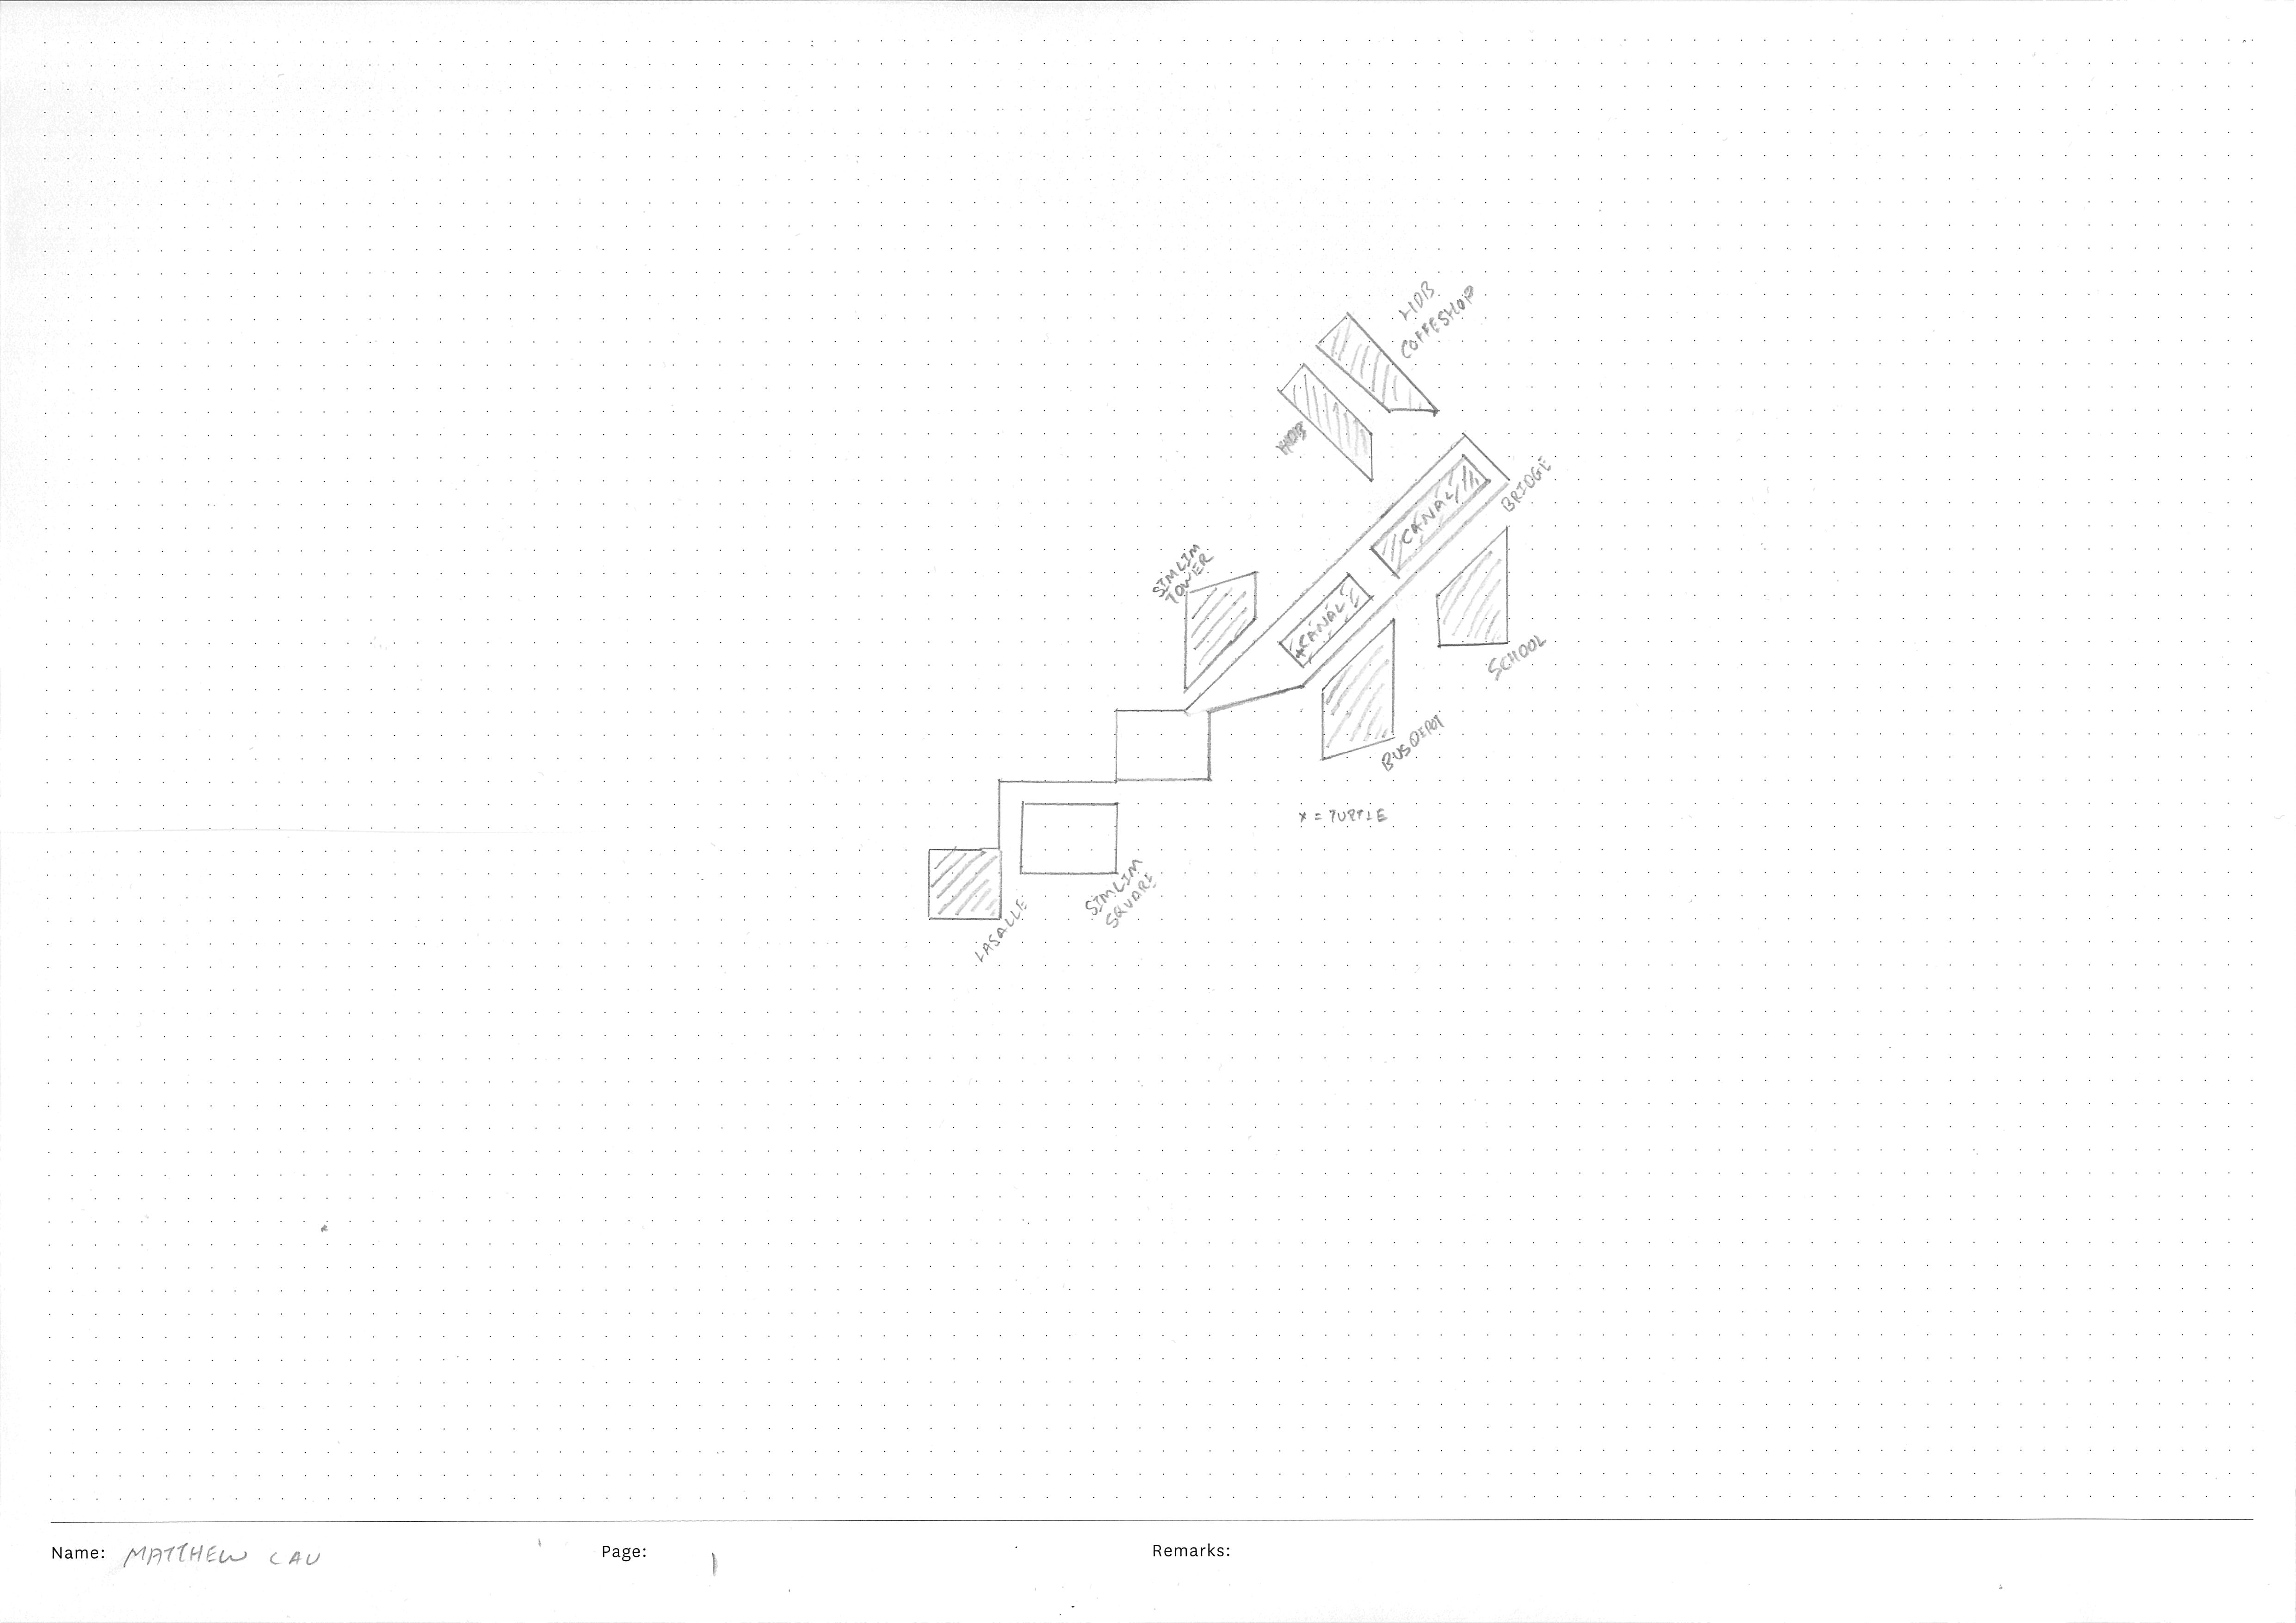 HDB
COFFESHOP
HDB
BRIDGE
CANAL
SIMLIM
TOWER
CANAL
SCHOOL
BUS DEPOT
x = TURTLE
SIMLIM
SQUARE
LASALLE
Name: MATTHEW LAU
Page: 1
Remarks: